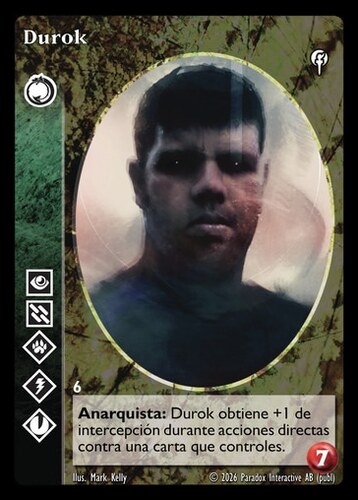 Durok
6
Anarquista: Durok obtiene +1 de
intercepción durante acciones directas
contra una carta que controles.
7
Ilus. Mark Kelly © 2026 Paradox Interactive AB (publ)